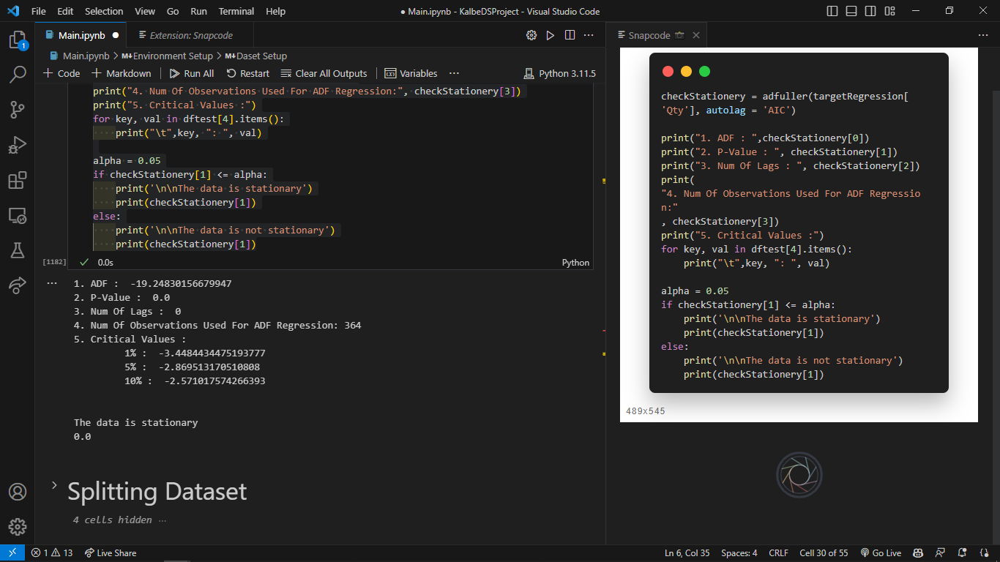 File Edit Selection View Go Run Terminal Help
● Main.ipynb - KalbeDSProject - Visual Studio Code
Main.ipynb ●
Extension: Snapcode
Main.ipynb > M↓Environment Setup > M↓Daset Setup
+ Code + Markdown Run All Restart Clear All Outputs Variables ··· Python 3.11.5
print("4. Num Of Observations Used For ADF Regression:", checkStationery[3])
print("5. Critical Values :")
for key, val in dftest[4].items():
    print("\t",key, ": ", val)

alpha = 0.05
if checkStationery[1] <= alpha:
    print('\n\nThe data is stationary')
    print(checkStationery[1])
else:
    print('\n\nThe data is not stationary')
    print(checkStationery[1])
[1182] ✓ 0.0s Python
··· 1. ADF :  -19.24830156679947
2. P-Value :  0.0
3. Num Of Lags :  0
4. Num Of Observations Used For ADF Regression: 364
5. Critical Values :
1% :  -3.4484434475193777
5% :  -2.869513170510808
10% :  -2.571017574266393

The data is stationary
0.0
Splitting Dataset
4 cells hidden ···
Snapcode
checkStationery = adfuller(targetRegression[
'Qty'], autolag = 'AIC')

print("1. ADF : ",checkStationery[0])
print("2. P-Value : ", checkStationery[1])
print("3. Num Of Lags : ", checkStationery[2])
print(
"4. Num Of Observations Used For ADF Regressio
n:"
, checkStationery[3])
print("5. Critical Values :")
for key, val in dftest[4].items():
    print("\t",key, ": ", val)

alpha = 0.05
if checkStationery[1] <= alpha:
    print('\n\nThe data is stationary')
    print(checkStationery[1])
else:
    print('\n\nThe data is not stationary')
    print(checkStationery[1])
489x545
1
1 13 Live Share
Ln 6, Col 35 Spaces: 4 CRLF Cell 30 of 55 Go Live